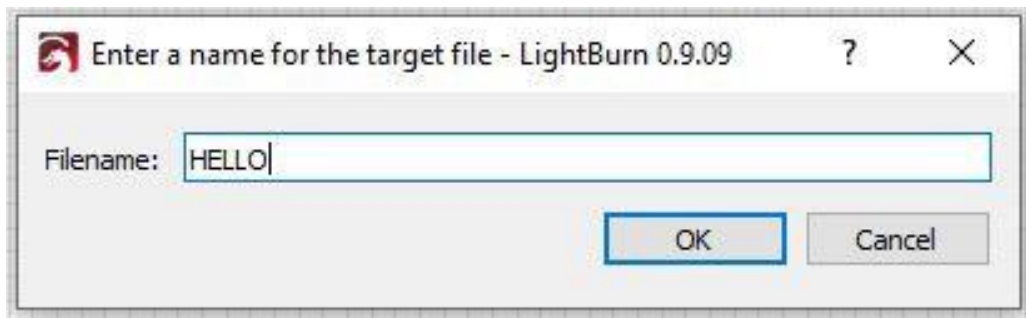 Enter a name for the target file - LightBurn 0.9.09 ?
Filename: HELLO
OK Cancel